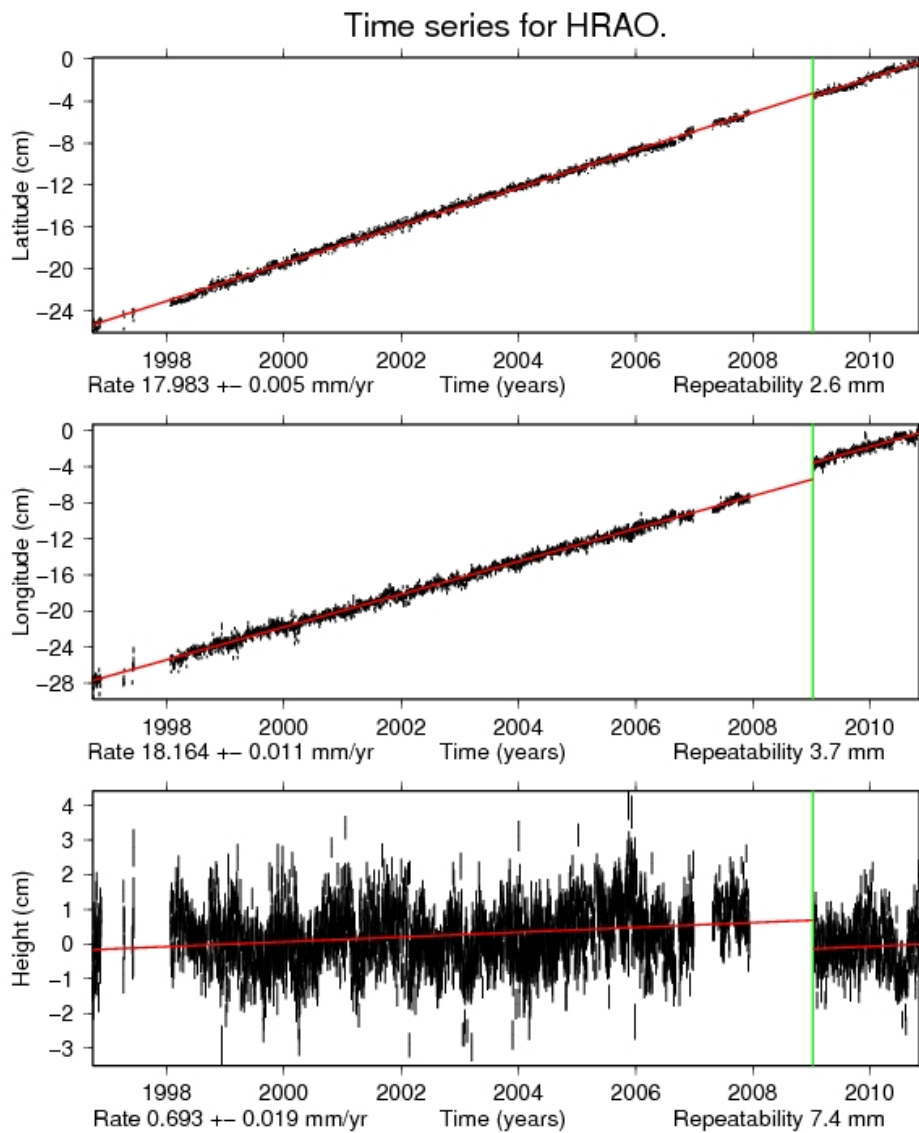 Time series for HRAO.
Latitude (cm)
0
−4
−8
−12
−16
−20
−24
1998 2000 2002 2004 2006 2008 2010
Rate 17.983 +− 0.005 mm/yr Time (years) Repeatability 2.6 mm
Longitude (cm)
0
−4
−8
−12
−16
−20
−24
−28
1998 2000 2002 2004 2006 2008 2010
Rate 18.164 +− 0.011 mm/yr Time (years) Repeatability 3.7 mm
Height (cm)
4
3
2
1
0
−1
−2
−3
1998 2000 2002 2004 2006 2008 2010
Rate 0.693 +− 0.019 mm/yr Time (years) Repeatability 7.4 mm